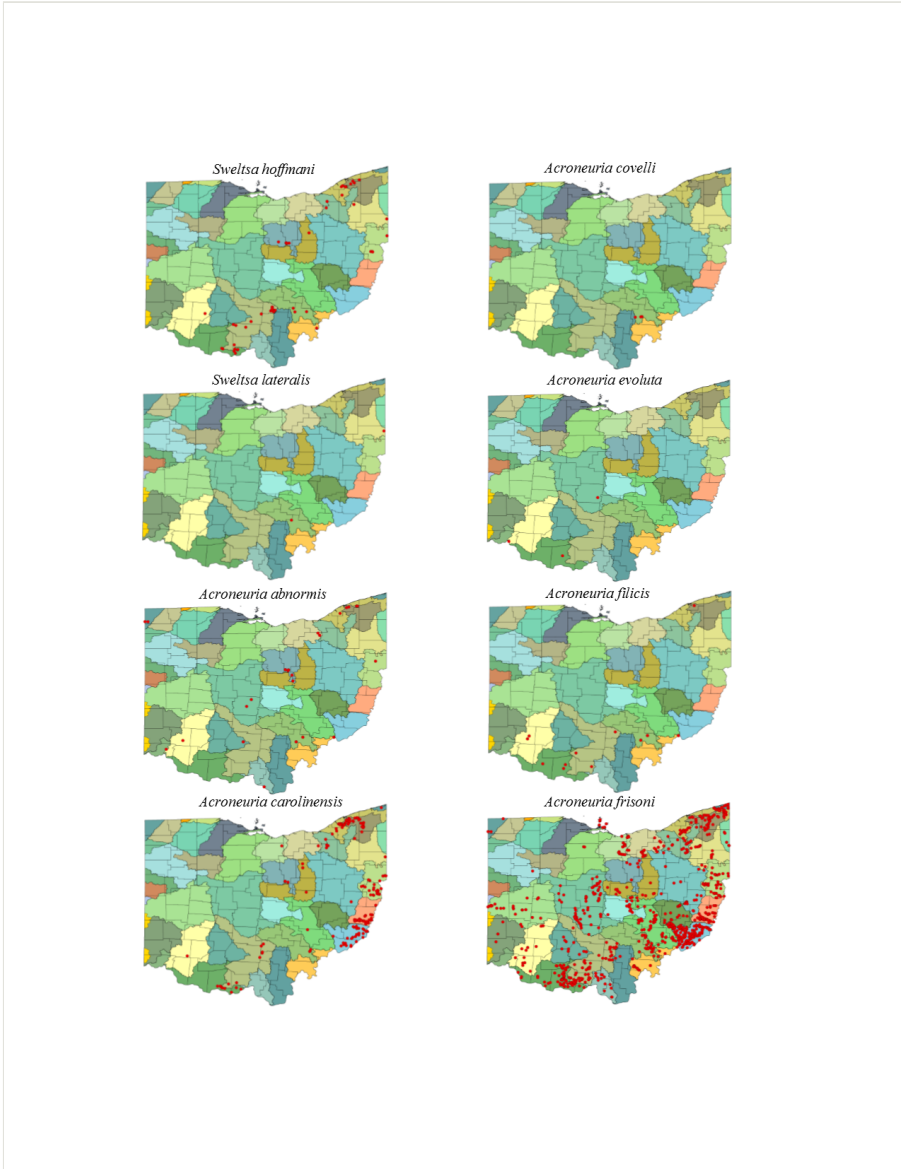 Sweltsa hoffmani
Acroneuria covelli
Sweltsa lateralis
Acroneuria evoluta
Acroneuria abnormis
Acroneuria filicis
Acroneuria carolinensis
Acroneuria frisoni